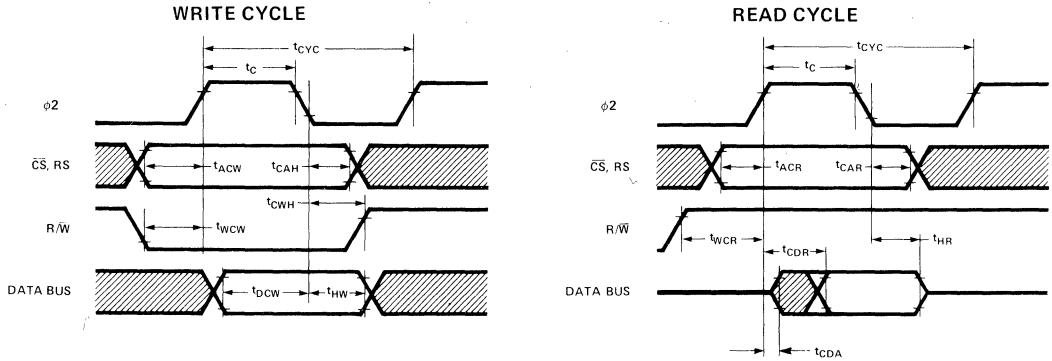 WRITE CYCLE
tCYC
tC
φ2
C̅S̅, RS
tACW
tCAH
tCWH
R/W̅
tWCW
DATA BUS
tDCW
tHW
READ CYCLE
tCYC
tC
φ2
C̅S̅, RS
tACR
tCAR
R/W̅
tWCR
tCDR
tHR
DATA BUS
tCDA